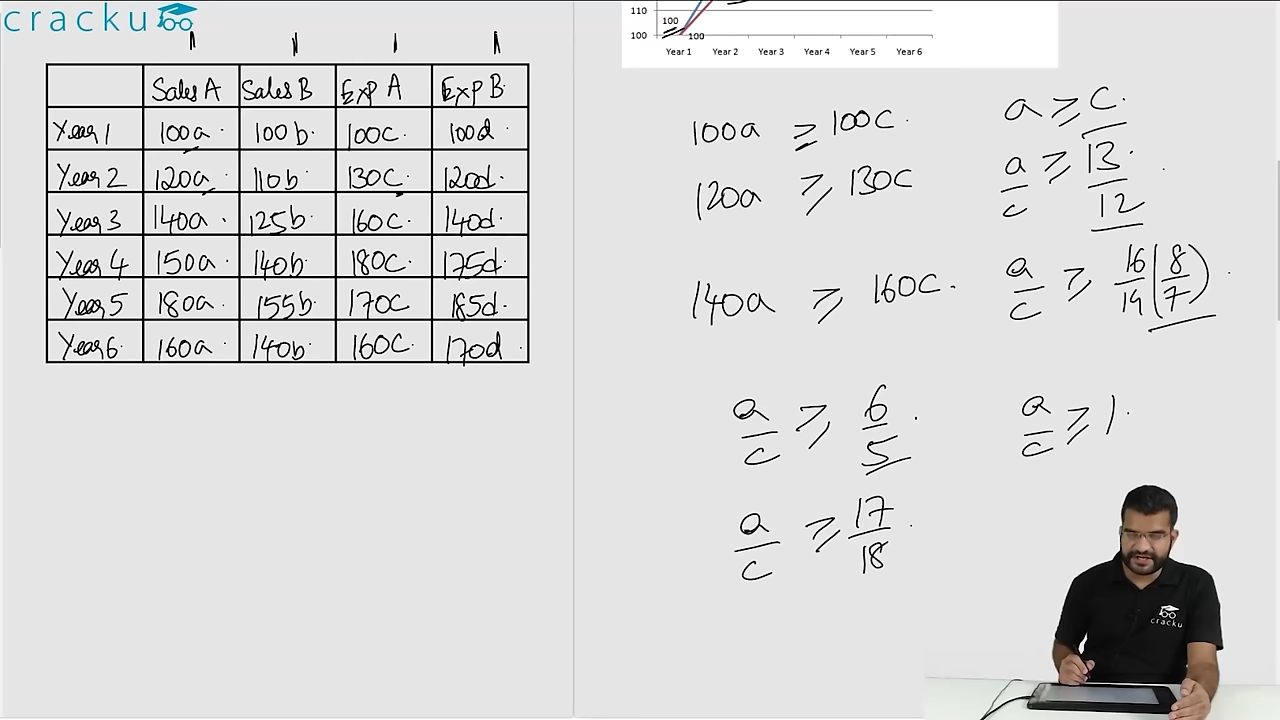 cracku
Sales A Sales B Exp A Exp B
Year 1 100a 100b 100c 100d
Year 2 120a 110b 130c 120d
Year 3 140a 125b 160c 140d
Year 4 150a 140b 180c 175d
Year 5 180a 155b 170c 185d
Year 6 160a 140b 160c 170d
110
100
100
100
Year 1 Year 2 Year 3 Year 4 Year 5 Year 6
100a ≥ 100c. a ≥ c.
120a ≥ 130c a/c ≥ 13/12
140a ≥ 160c. a/c ≥ 16/14 (8/7)
a/c ≥ 6/5. a/c ≥ 1.
a/c ≥ 17/18
cracku